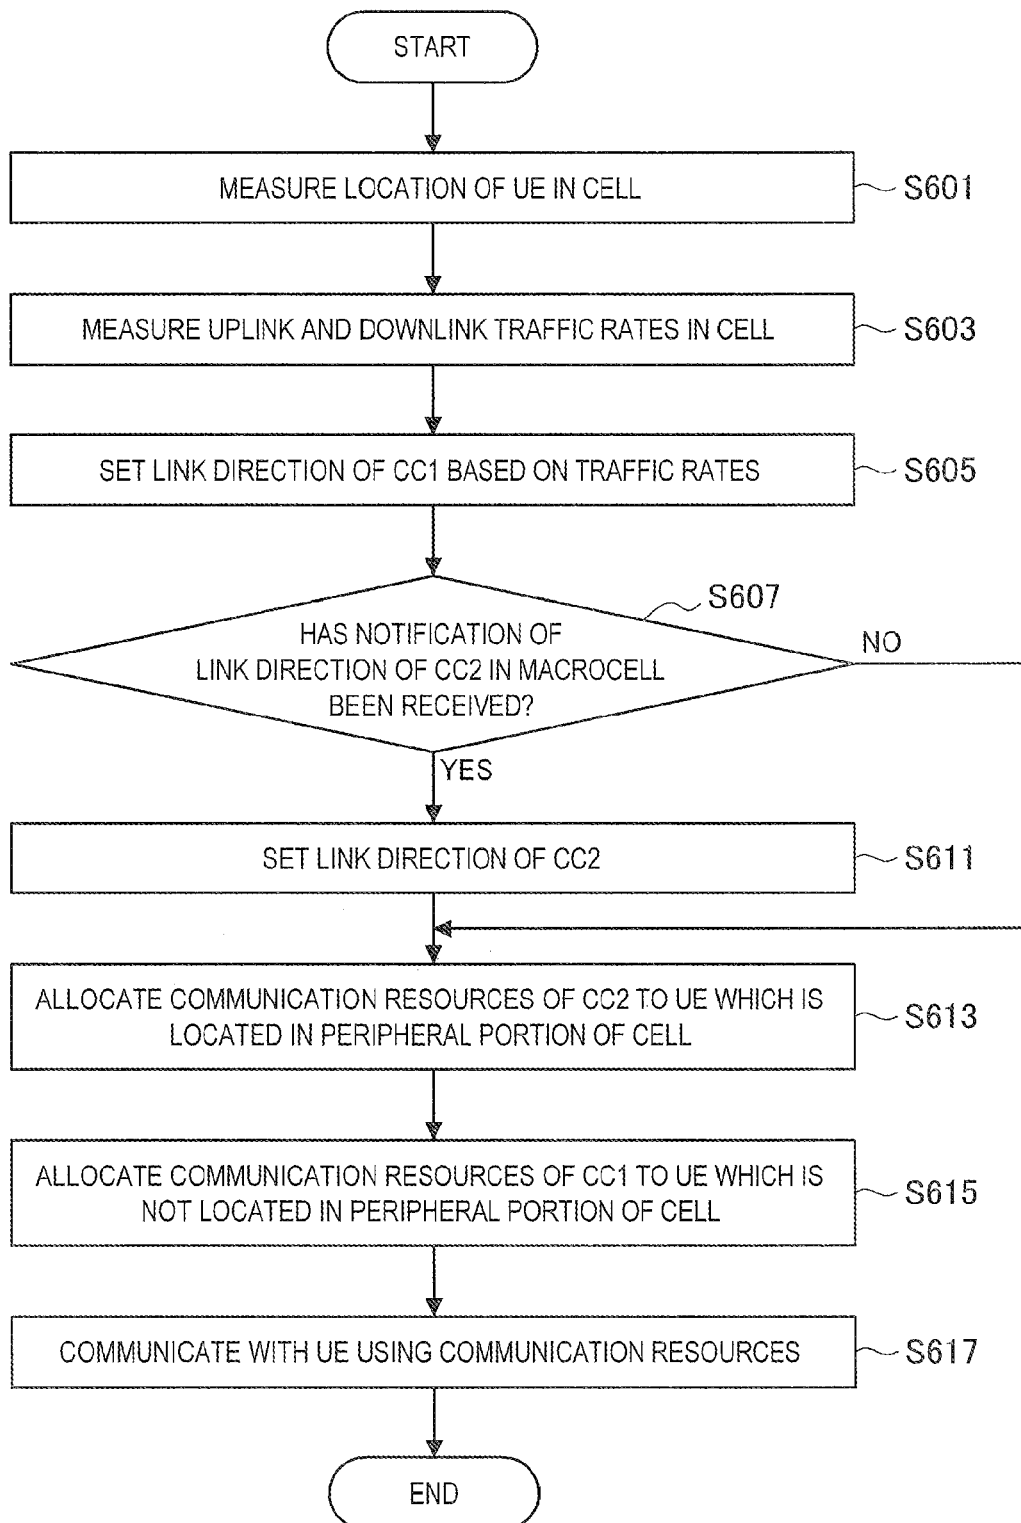 START
MEASURE LOCATION OF UE IN CELL
S601
MEASURE UPLINK AND DOWNLINK TRAFFIC RATES IN CELL
S603
SET LINK DIRECTION OF CC1 BASED ON TRAFFIC RATES
S605
S607
HAS NOTIFICATION OF
LINK DIRECTION OF CC2 IN MACROCELL
BEEN RECEIVED?
NO
YES
SET LINK DIRECTION OF CC2
S611
ALLOCATE COMMUNICATION RESOURCES OF CC2 TO UE WHICH IS
LOCATED IN PERIPHERAL PORTION OF CELL
S613
ALLOCATE COMMUNICATION RESOURCES OF CC1 TO UE WHICH IS
NOT LOCATED IN PERIPHERAL PORTION OF CELL
S615
COMMUNICATE WITH UE USING COMMUNICATION RESOURCES
S617
END